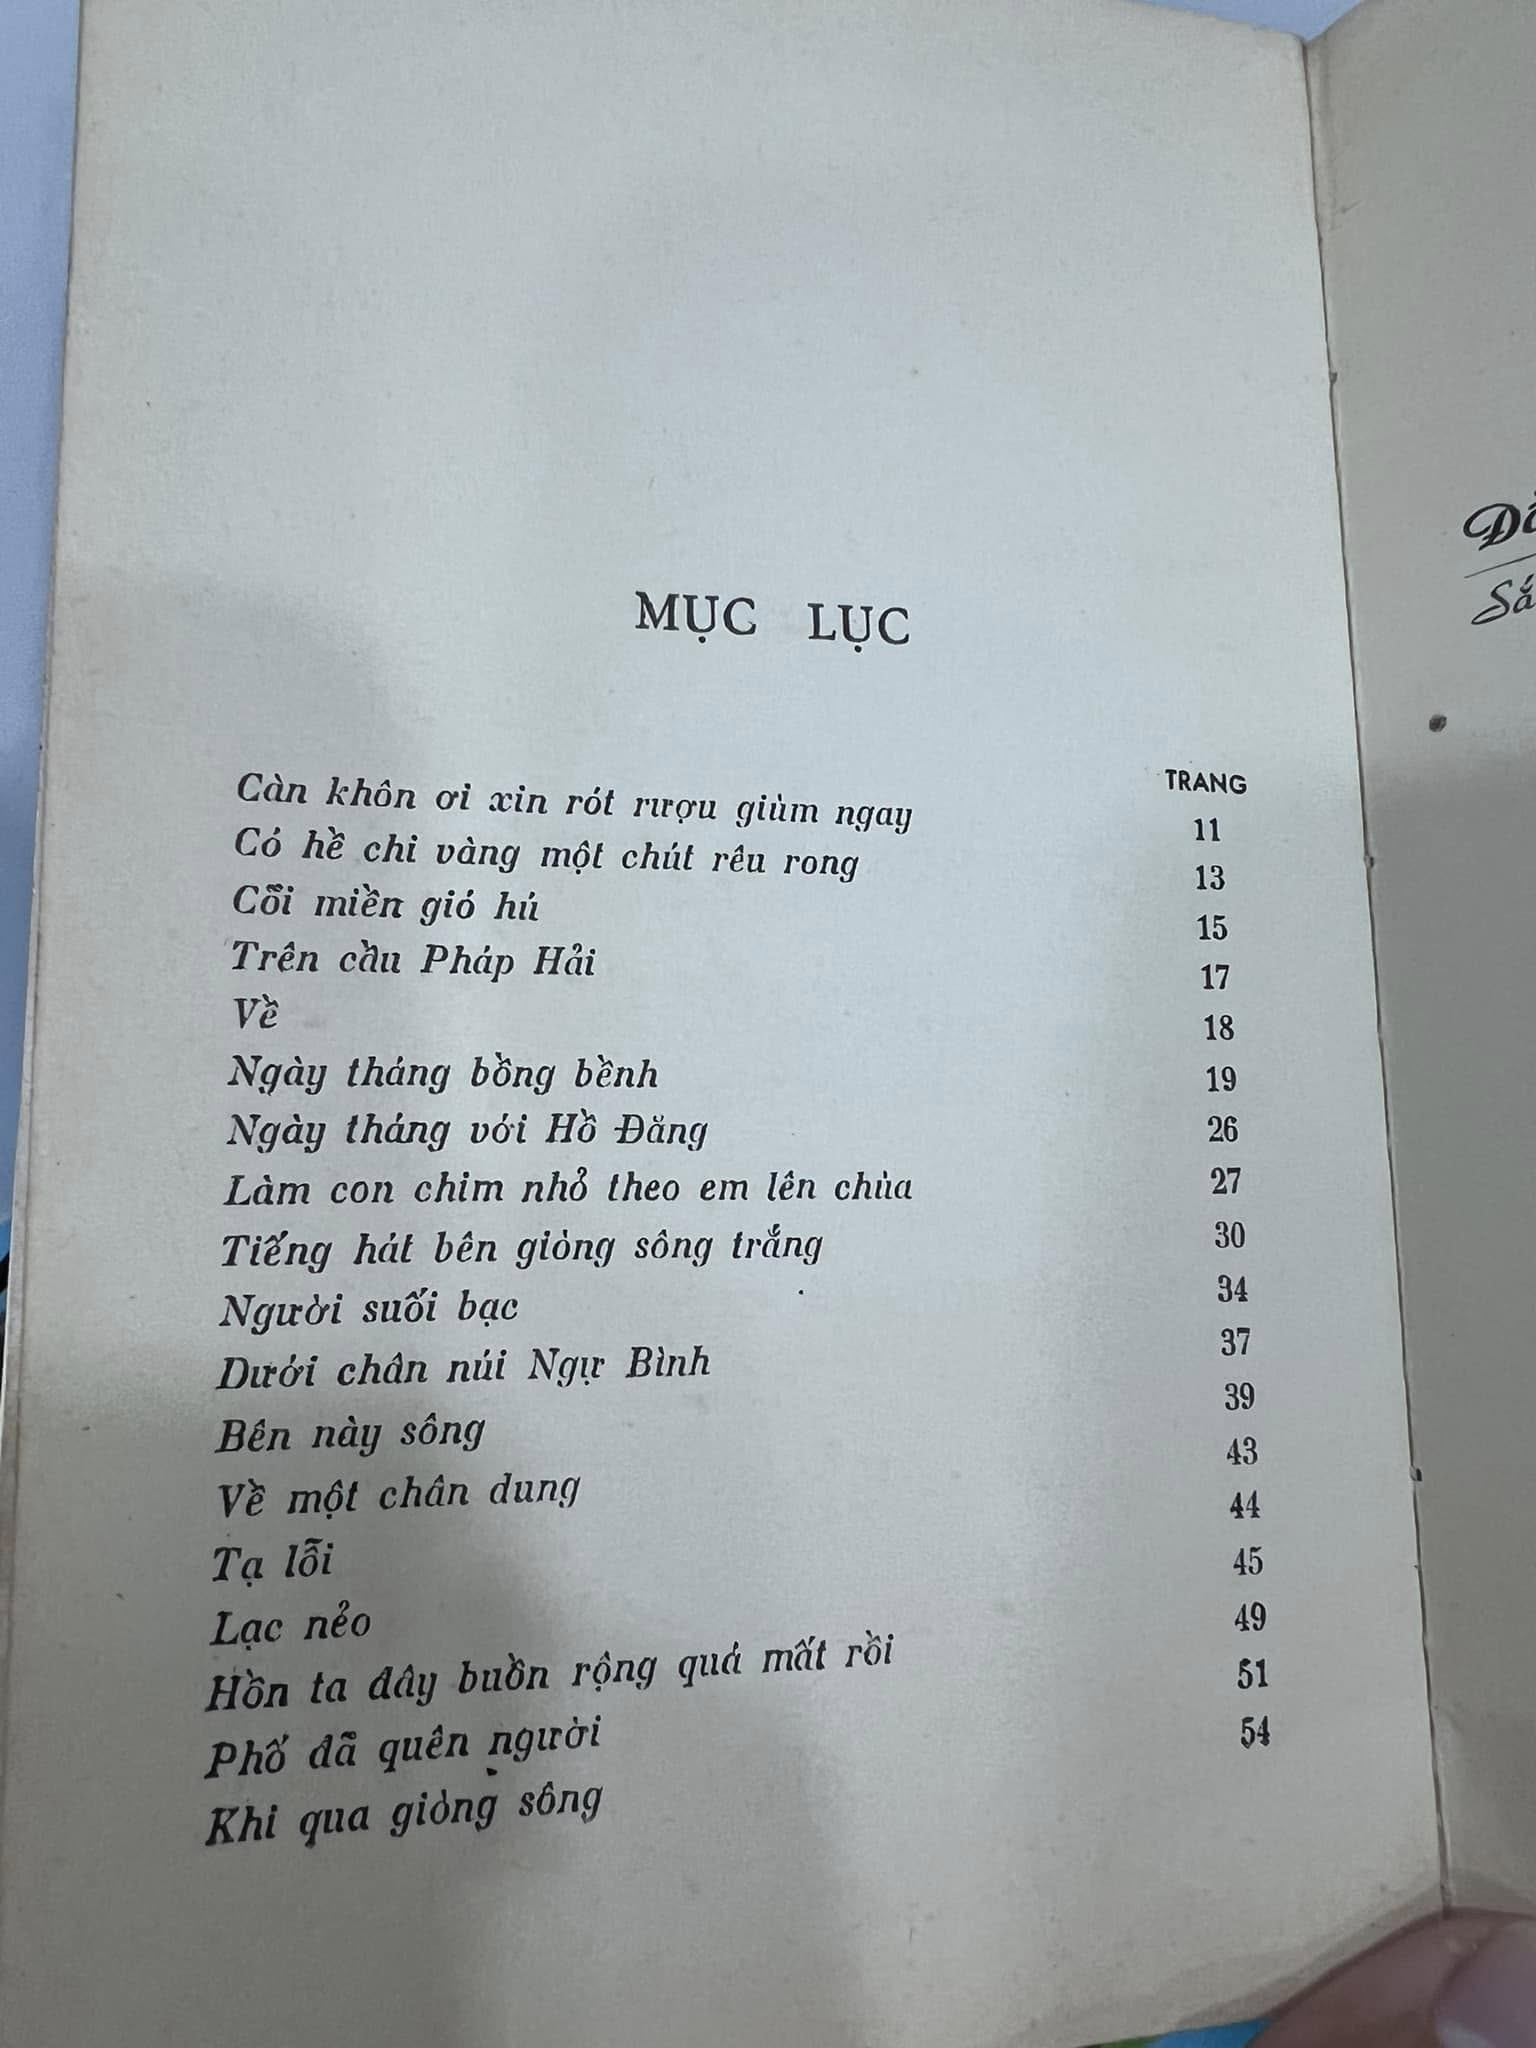 MỤC LỤC
TRANG
Càn khôn ơi xin rót rượu giùm ngay 11
Có hề chi vàng một chút rêu rong 13
Cỗi miền gió hú 15
Trên cầu Pháp Hải 17
Về 18
Ngày tháng bồng bềnh 19
Ngày tháng với Hồ Đăng 26
Làm con chim nhỏ theo em lên chùa 27
Tiếng hát bên giòng sông trắng 30
Người suối bạc 34
Dưới chân núi Ngự Bình 37
Bên này sông 39
Về một chân dung 43
Tạ lỗi 44
Lạc nẻo 45
Hồn ta đây buồn rộng quá mất rồi 49
Phố đã quên người 51
Khi qua giòng sông 54